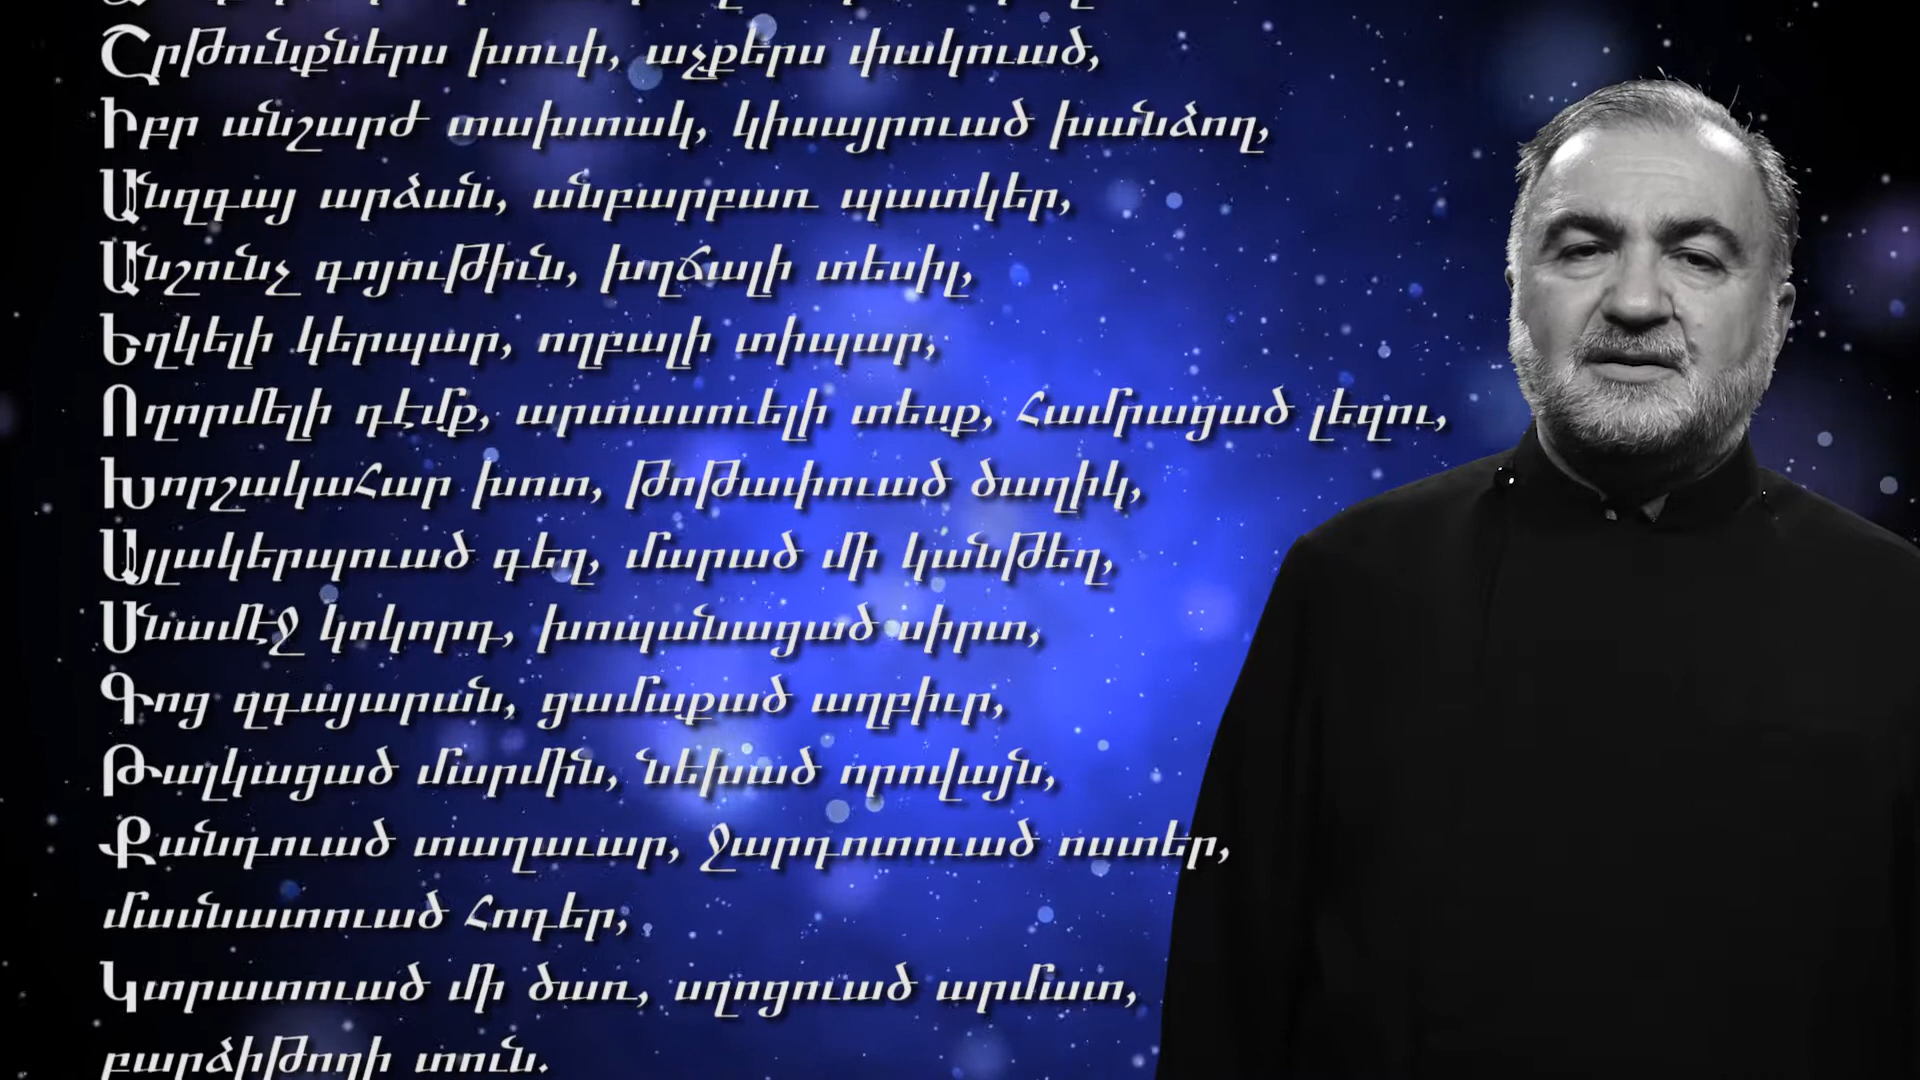 Շրթունքներս խուփ, աչքերս փակուած,
Իբր անշարժ տախտակ, կիսայրուած խանձող,
Անզգայ արձան, անբարբառ պատկեր,
Անշունչ գոյութիւն, խղճալի տեսիլ,
Եղկելի կերպար, ողբալի տիպար,
Ողորմելի դէմք, արտասուելի տեսք, Համրացած լեզու,
Խորշակահար խոտ, թոթափուած ծաղիկ,
Այլակերպուած գեղ, մարած մի կանթեղ,
Սնամէջ կոկորդ, խոպանացած սիրտ,
Գոց զգայարան, ցամաքած աղբիւր,
Թալկացած մարմին, նեխած որովայն,
Քանդուած տաղաւար, Ջարդոտուած ոստեր,
մասնատուած Հոդեր,
Կտրատուած մի ծառ, սղոցուած արմատ,
բարձիթողի տուն.